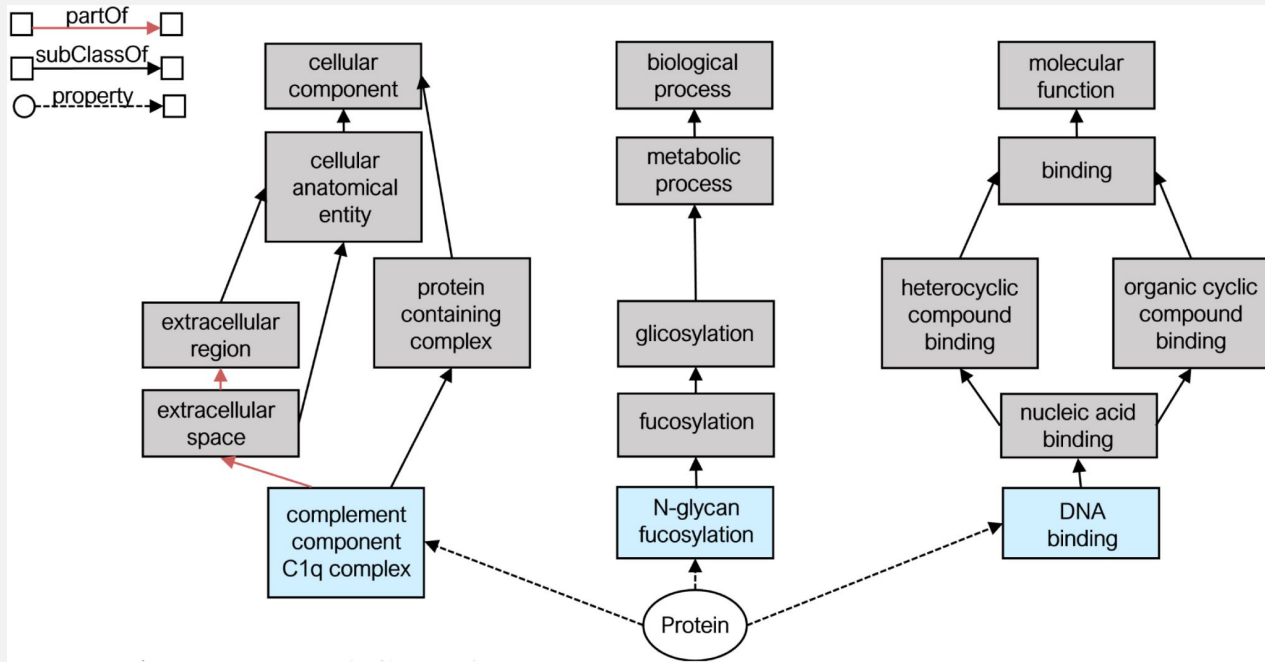 partOf
subClassOf
property
cellular
component
cellular
anatomical
entity
extracellular
region
extracellular
space
protein
containing
complex
complement
component
C1q complex
biological
process
metabolic
process
glicosylation
fucosylation
N-glycan
fucosylation
Protein
molecular
function
binding
heterocyclic
compound
binding
organic cyclic
compound
binding
nucleic acid
binding
DNA
binding